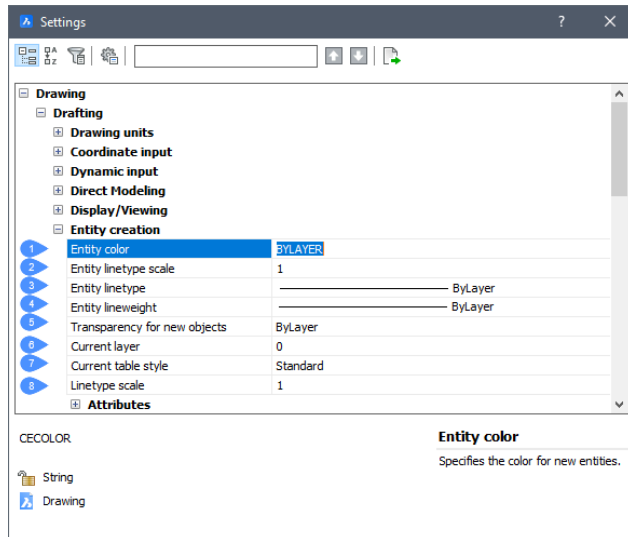 Settings ?
Drawing
Drafting
Drawing units
Coordinate input
Dynamic input
Direct Modeling
Display/Viewing
Entity creation
1 Entity color BYLAYER
2 Entity linetype scale 1
3 Entity linetype ByLayer
4 Entity lineweight ByLayer
5 Transparency for new objects ByLayer
6 Current layer 0
7 Current table style Standard
8 Linetype scale 1
Attributes
CECOLOR
String
Drawing
Entity color
Specifies the color for new entities.